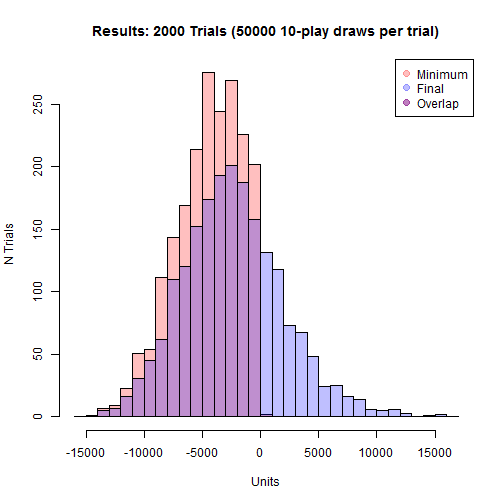 Results: 2000 Trials (50000 10-play draws per trial)
Minimum
Final
Overlap
N Trials
250
200
150
100
50
0
-15000 -10000 -5000 0 5000 10000 15000
Units